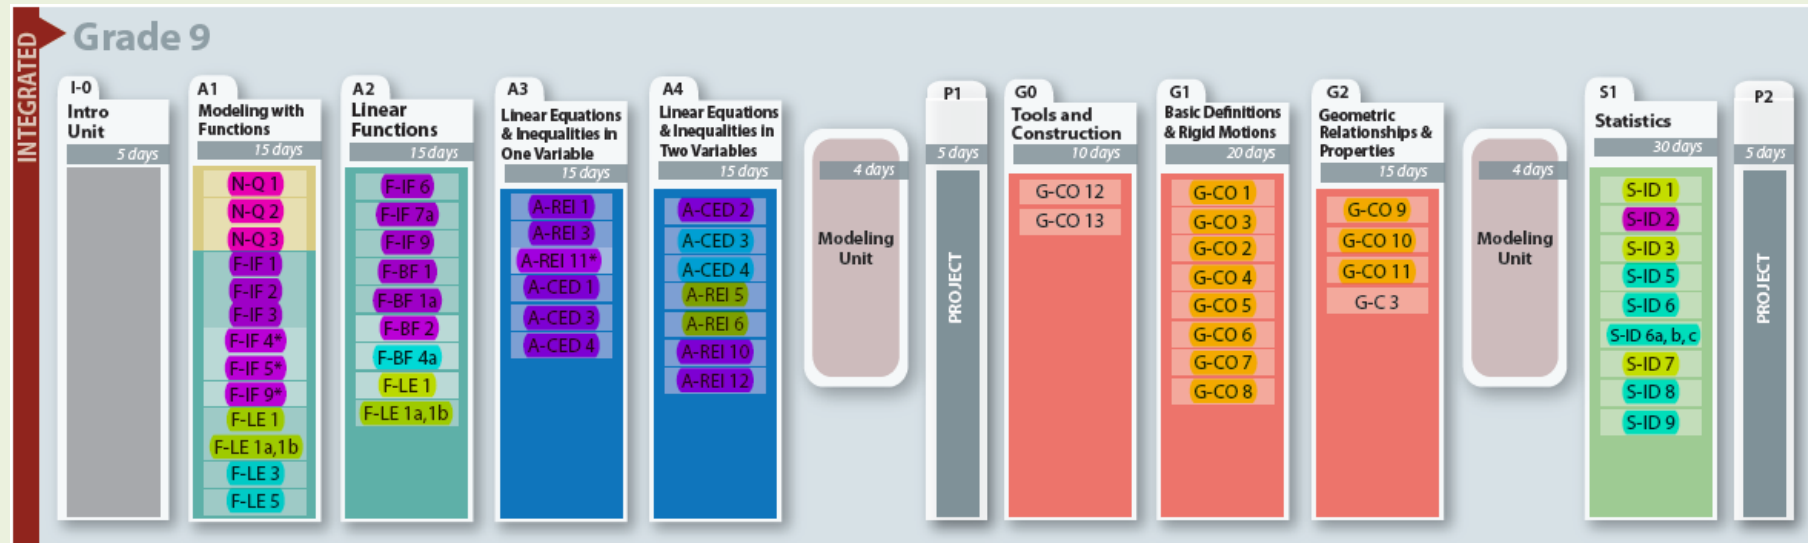 INTEGRATED
Grade 9
I-0
Intro
Unit
5 days
A1
Modeling with
Functions
15 days
N-Q 1
N-Q 2
N-Q 3
F-IF 1
F-IF 2
F-IF 3
F-IF 4*
F-IF 5*
F-IF 9*
F-LE 1
F-LE 1a,1b
F-LE 3
F-LE 5
A2
Linear
Functions
15 days
F-IF 6
F-IF 7a
F-IF 9
F-BF 1
F-BF 1a
F-BF 2
F-BF 4a
F-LE 1
F-LE 1a,1b
A3
Linear Equations
& Inequalities in
One Variable
15 days
A-REI 1
A-REI 3
A-REI 11*
A-CED 1
A-CED 3
A-CED 4
A4
Linear Equations
& Inequalities in
Two Variables
15 days
A-CED 2
A-CED 3
A-CED 4
A-REI 5
A-REI 6
A-REI 10
A-REI 12
4 days
Modeling
Unit
P1
5 days
PROJECT
G0
Tools and
Construction
10 days
G-CO 12
G-CO 13
G1
Basic Definitions
& Rigid Motions
20 days
G-CO 1
G-CO 3
G-CO 2
G-CO 4
G-CO 5
G-CO 6
G-CO 7
G-CO 8
G2
Geometric
Relationships &
Properties
15 days
G-CO 9
G-CO 10
G-CO 11
G-C 3
4 days
Modeling
Unit
S1
Statistics
30 days
S-ID 1
S-ID 2
S-ID 3
S-ID 5
S-ID 6
S-ID 6a, b, c
S-ID 7
S-ID 8
S-ID 9
P2
5 days
PROJECT